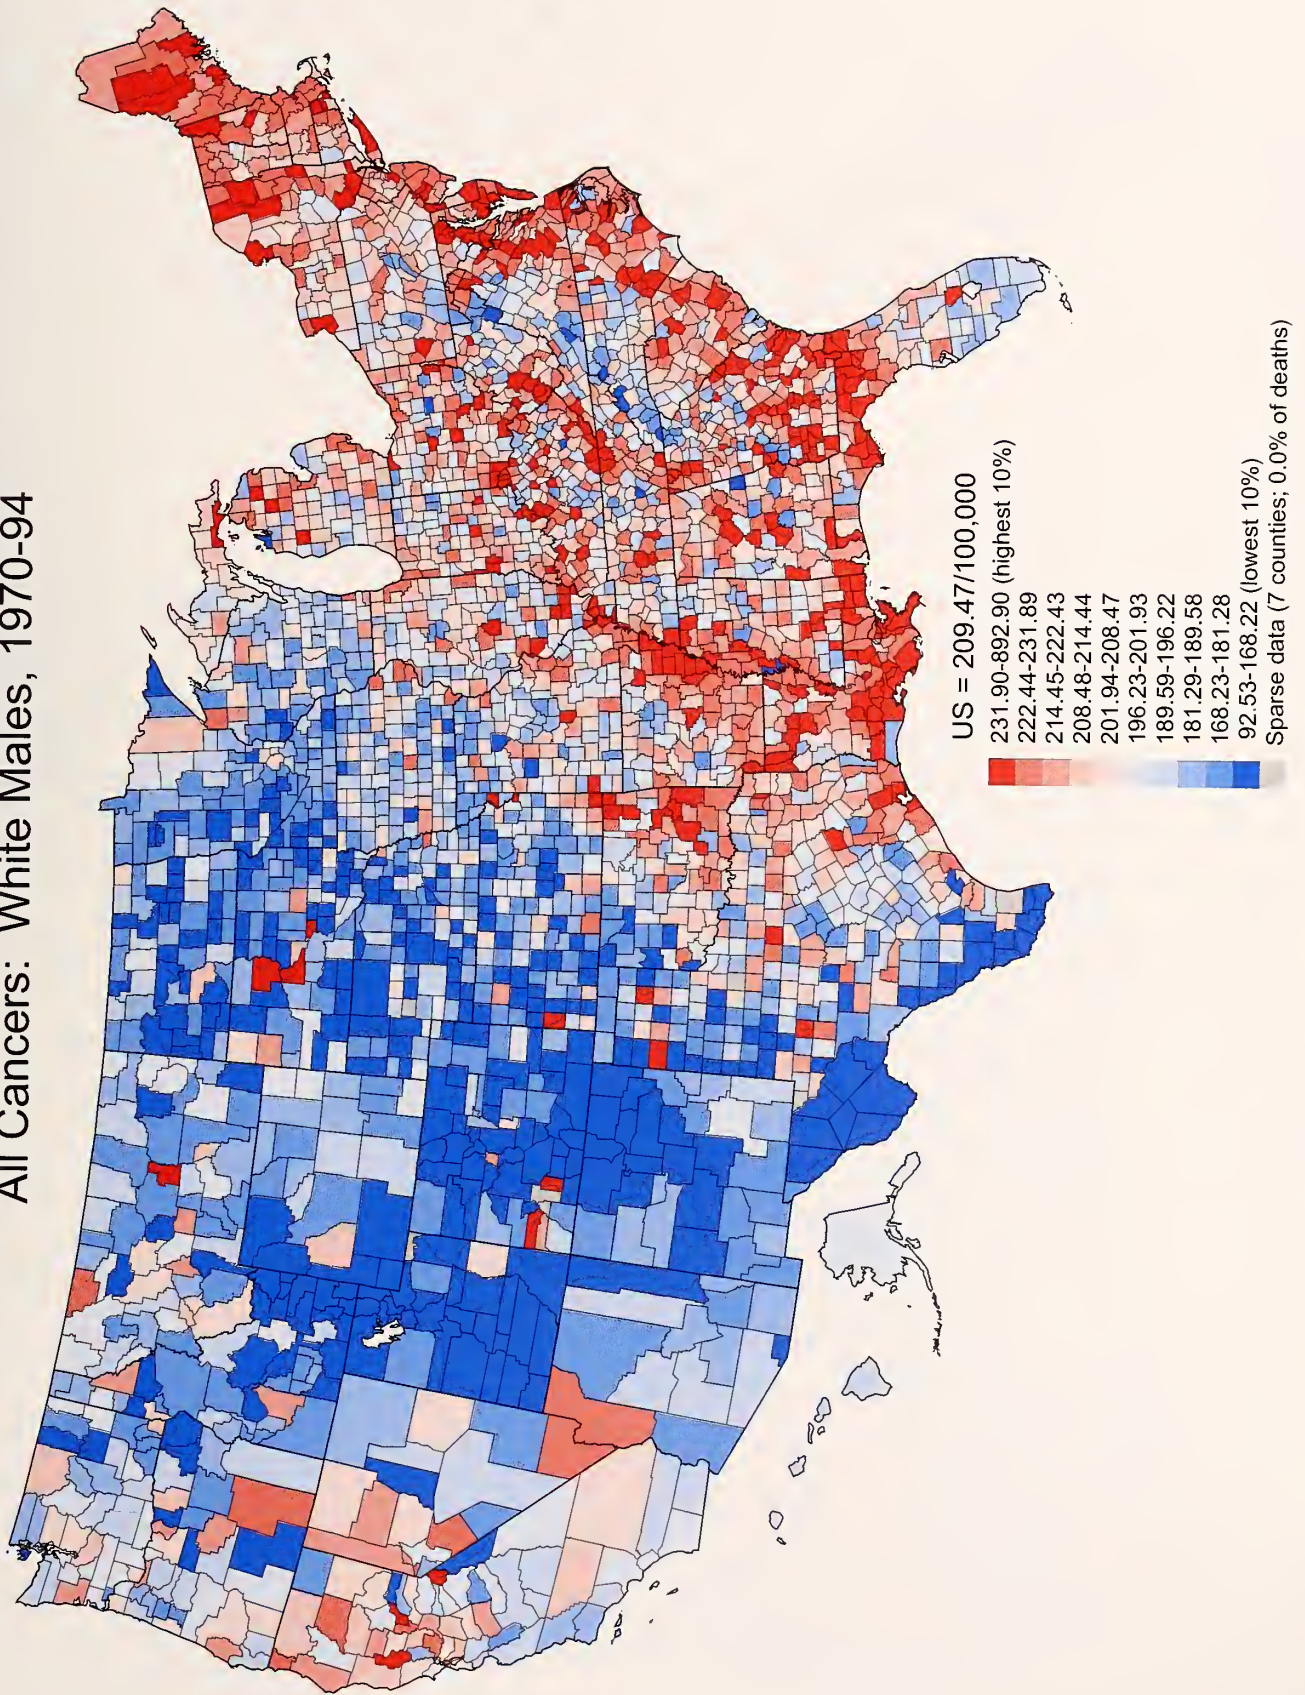 All Cancers: White Males, 1970-94
US = 209.47/100,000
231.90-892.90 (highest 10%)
222.44-231.89
214.45-222.43
208.48-214.44
201.94-208.47
196.23-201.93
189.59-196.22
181.29-189.58
168.23-181.28
92.53-168.22 (lowest 10%)
Sparse data (7 counties; 0.0% of deaths)